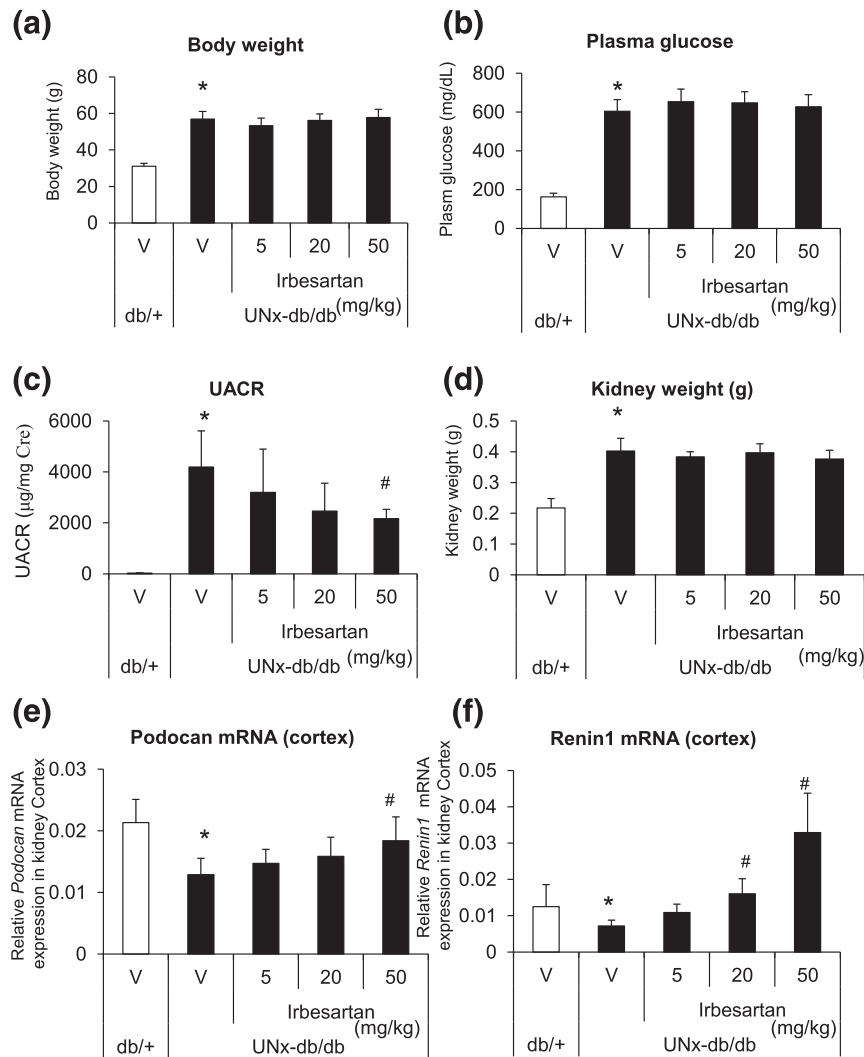 (a)
Body weight
Body weight (g)
80
60
40
20
0
*
V
V
5
20
50
Irbesartan
(mg/kg)
db/+
UNx-db/db
(b)
Plasma glucose
Plasm glucose (mg/dL)
800
600
400
200
0
*
V
V
5
20
50
Irbesartan
(mg/kg)
db/+
UNx-db/db
(c)
UACR
UACR (μg/mg Cre)
6000
4000
2000
0
*
#
V
V
5
20
50
Irbesartan
(mg/kg)
db/+
UNx-db/db
(d)
Kidney weight (g)
Kidney weight (g)
0.5
0.4
0.3
0.2
0.1
0
*
V
V
5
20
50
Irbesartan
(mg/kg)
db/+
UNx-db/db
(e)
Podocan mRNA (cortex)
Relative Podocan mRNA
expression in kidney Cortex
0.03
0.02
0.01
0
*
#
V
V
5
20
50
Irbesartan
(mg/kg)
db/+
UNx-db/db
(f)
Renin1 mRNA (cortex)
Relative Renin1 mRNA
expression in kidney Cortex
0.05
0.04
0.03
0.02
0.01
0
*
#
#
V
V
5
20
50
Irbesartan
(mg/kg)
db/+
UNx-db/db